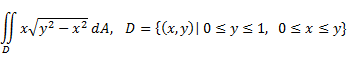 ∬_D x√(y² − x²) dA,   D = {(x, y)| 0 ≤ y ≤ 1,  0 ≤ x ≤ y}